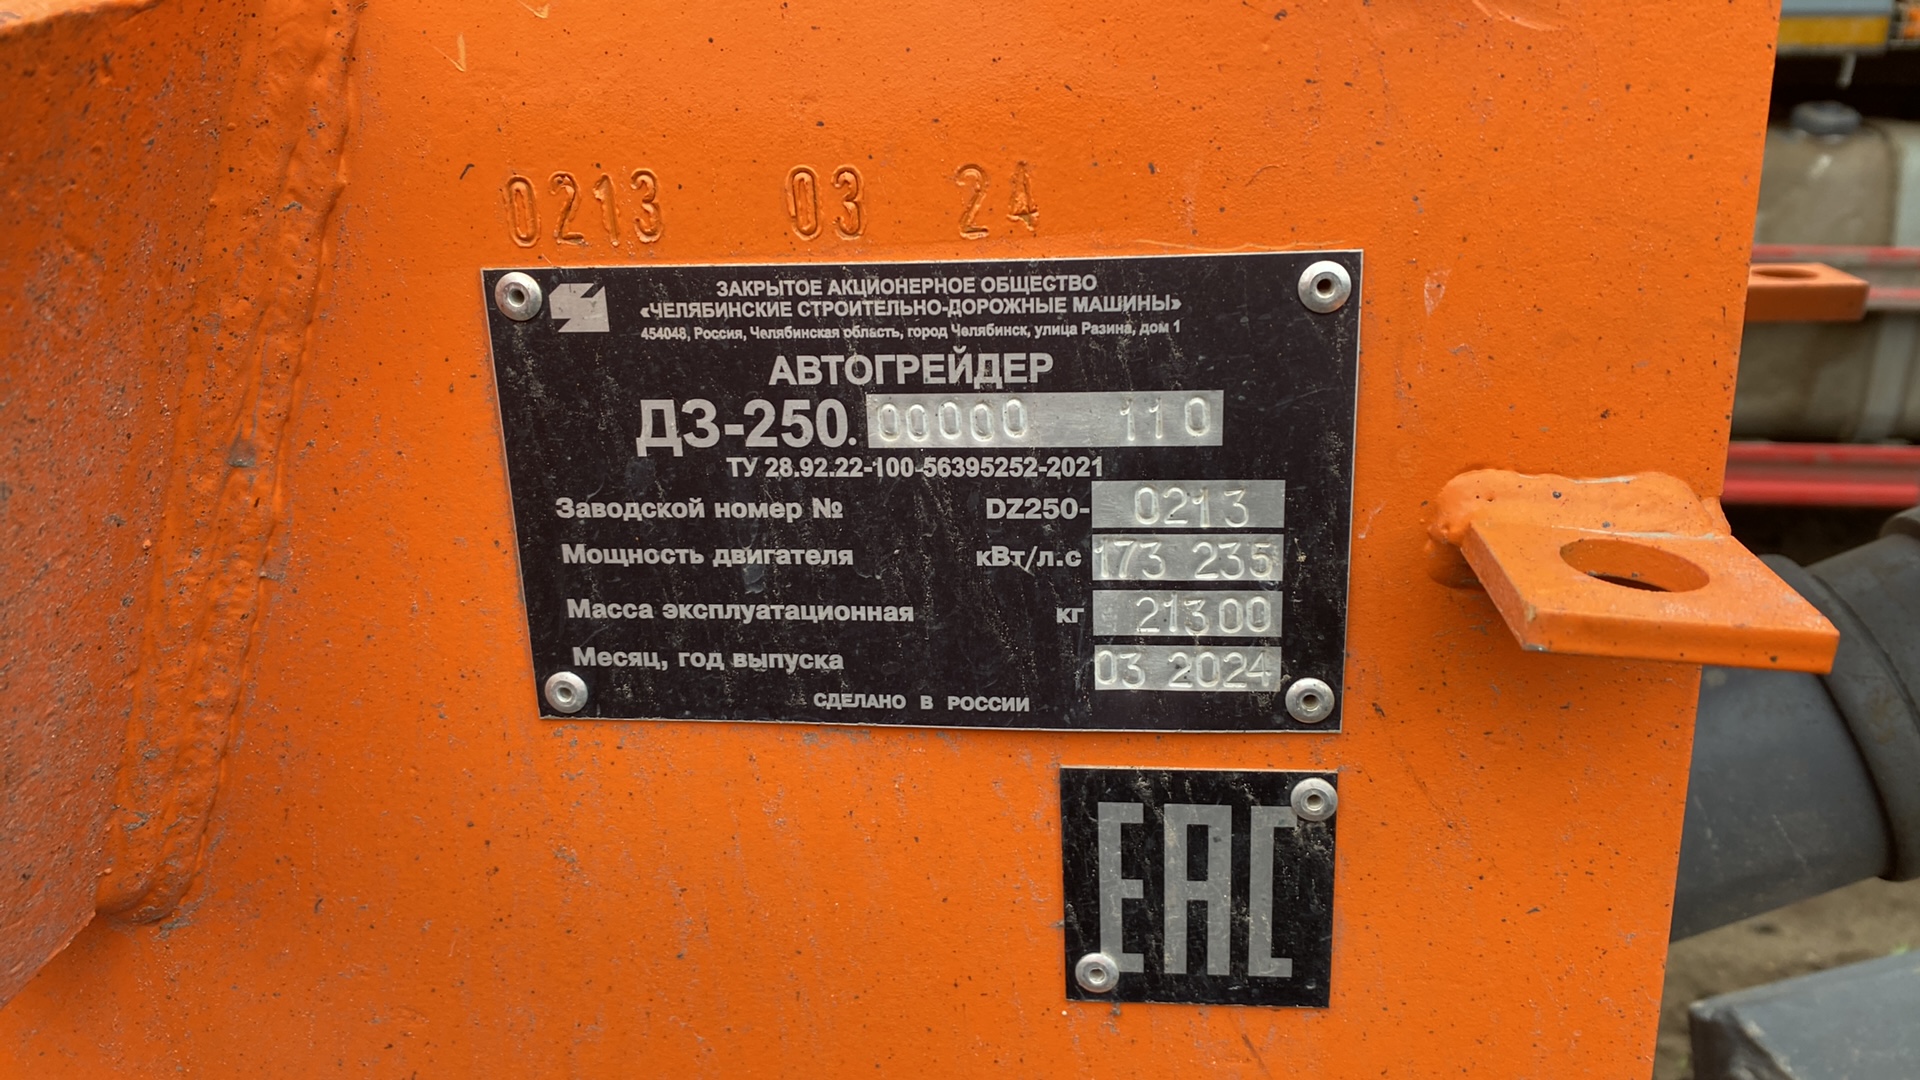 0213 03 24
ЗАКРЫТОЕ АКЦИОНЕРНОЕ ОБЩЕСТВО
«ЧЕЛЯБИНСКИЕ СТРОИТЕЛЬНО-ДОРОЖНЫЕ МАШИНЫ»
454048, Россия, Челябинская область, город Челябинск, улица Разина, дом 1
АВТОГРЕЙДЕР
ДЗ-250. 00000 110
ТУ 28.92.22-100-56395252-2021
Заводской номер № DZ250- 0213
Мощность двигателя кВт/л.с 173 235
Масса эксплуатационная кг 21300
Месяц, год выпуска 03 2024
СДЕЛАНО В РОССИИ
EAC